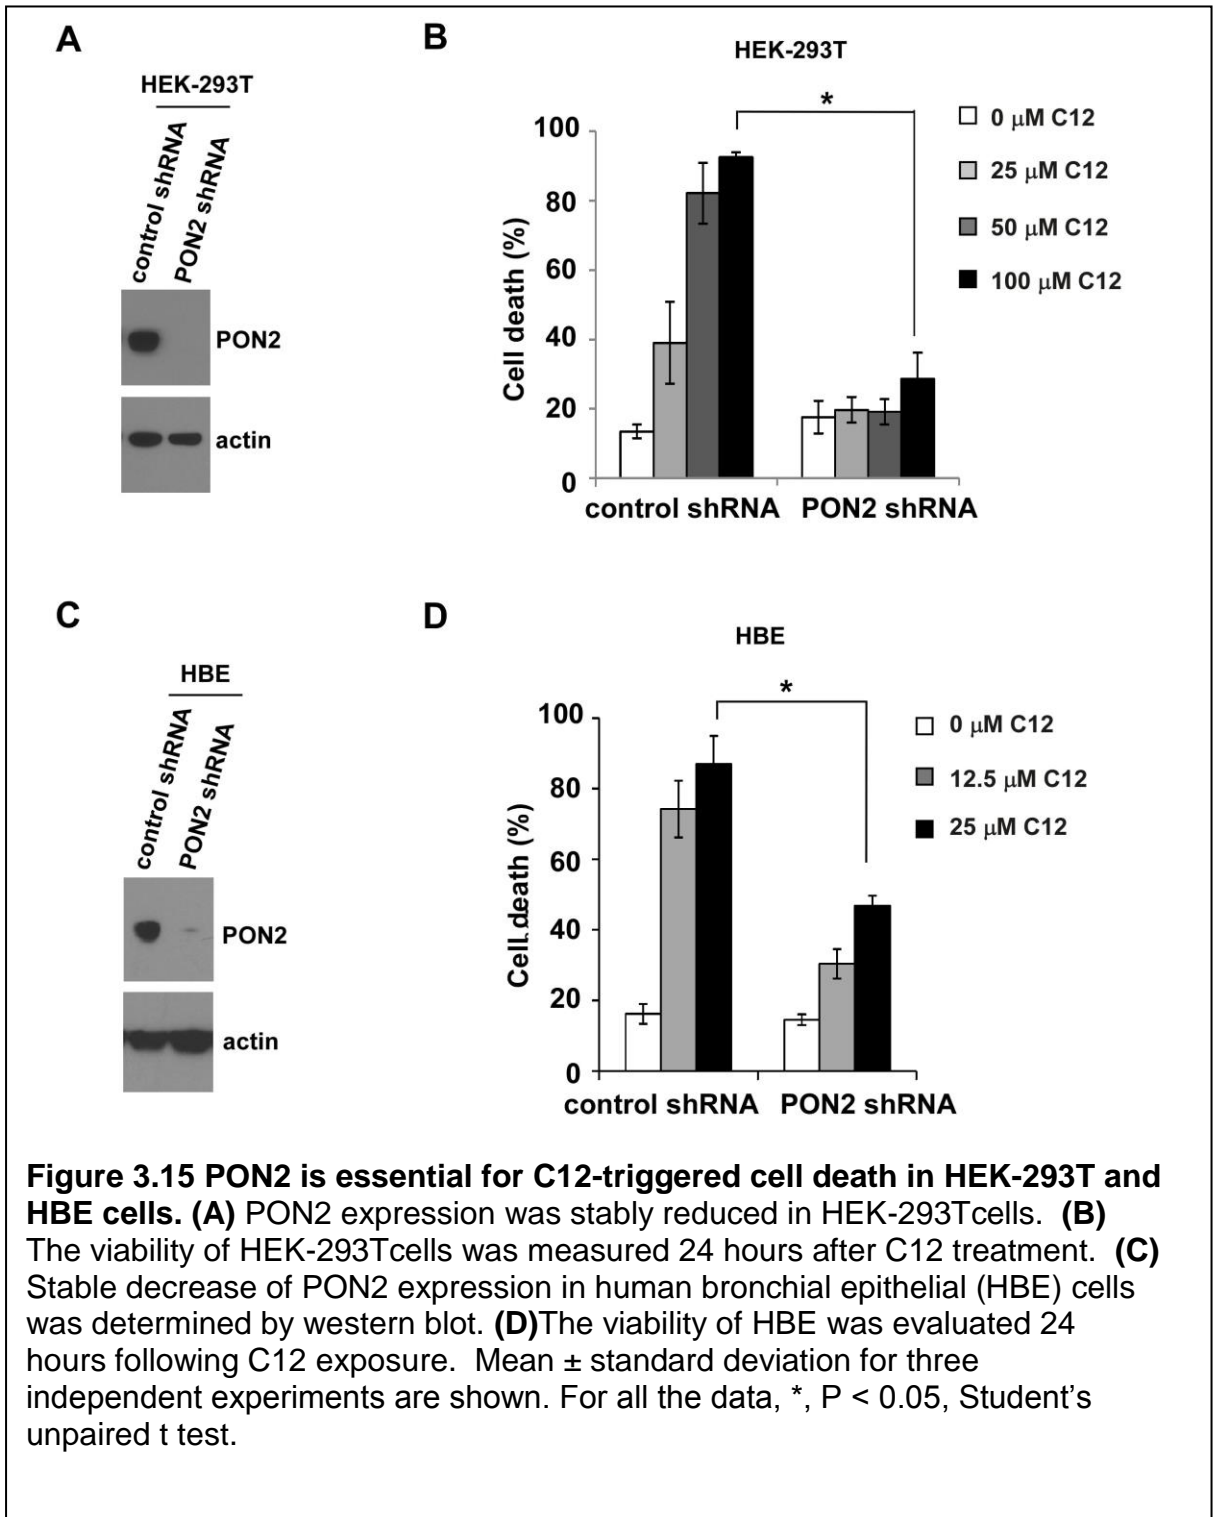 A
HEK-293T
control shRNA
PON2 shRNA
PON2
actin
B
HEK-293T
*
Cell death (%)
100
80
60
40
20
0
control shRNA PON2 shRNA
0 μM C12
25 μM C12
50 μM C12
100 μM C12
C
HBE
control shRNA
PON2 shRNA
PON2
actin
D
HBE
*
Cell death (%)
100
80
60
40
20
0
control shRNA PON2 shRNA
0 μM C12
12.5 μM C12
25 μM C12
Figure 3.15 PON2 is essential for C12-triggered cell death in HEK-293T and
HBE cells. (A) PON2 expression was stably reduced in HEK-293Tcells. (B)
The viability of HEK-293Tcells was measured 24 hours after C12 treatment. (C)
Stable decrease of PON2 expression in human bronchial epithelial (HBE) cells
was determined by western blot. (D)The viability of HBE was evaluated 24
hours following C12 exposure. Mean ± standard deviation for three
independent experiments are shown. For all the data, *, P < 0.05, Student’s
unpaired t test.